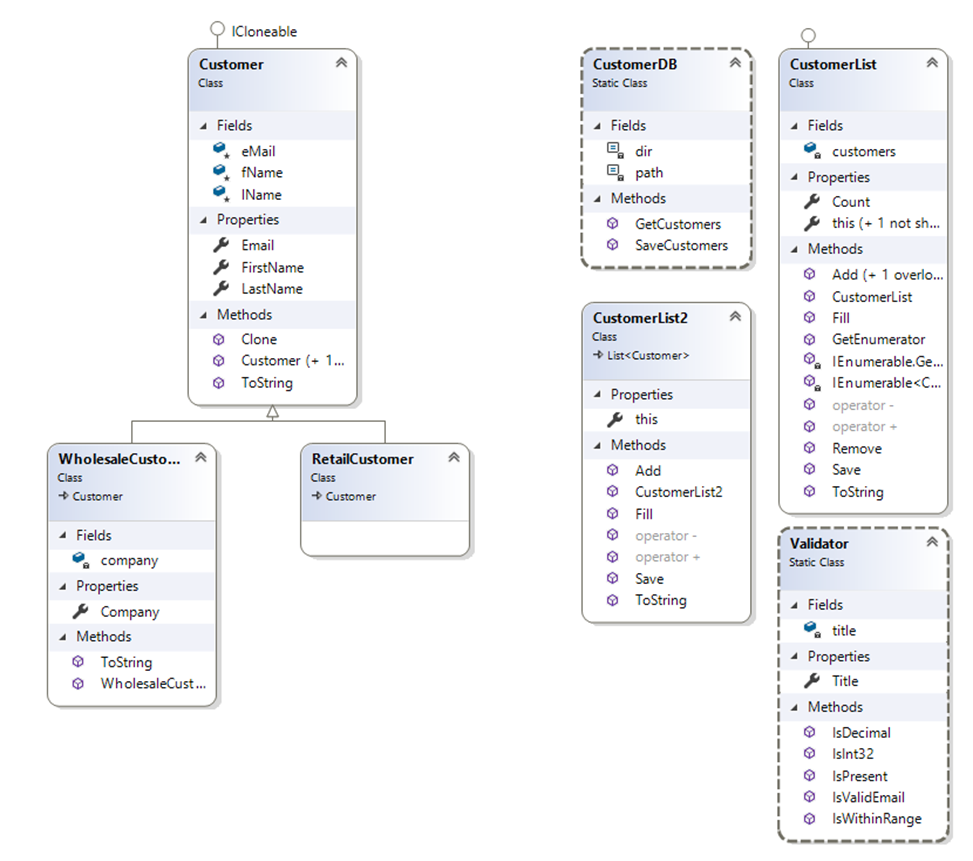 ICloneable
Customer
Class
Fields
eMail
fName
lName
Properties
Email
FirstName
LastName
Methods
Clone
Customer (+ 1...
ToString
WholesaleCusto...
Class
Customer
Fields
company
Properties
Company
Methods
ToString
WholesaleCust...
RetailCustomer
Class
Customer
CustomerDB
Static Class
Fields
dir
path
Methods
GetCustomers
SaveCustomers
CustomerList2
Class
List<Customer>
Properties
this
Methods
Add
CustomerList2
Fill
operator -
operator +
Save
ToString
CustomerList
Class
Fields
customers
Properties
Count
this (+ 1 not sh...
Methods
Add (+ 1 overlo...
CustomerList
Fill
GetEnumerator
IEnumerable.Ge...
IEnumerable<C...
operator -
operator +
Remove
Save
ToString
Validator
Static Class
Fields
title
Properties
Title
Methods
IsDecimal
IsInt32
IsPresent
IsValidEmail
IsWithinRange